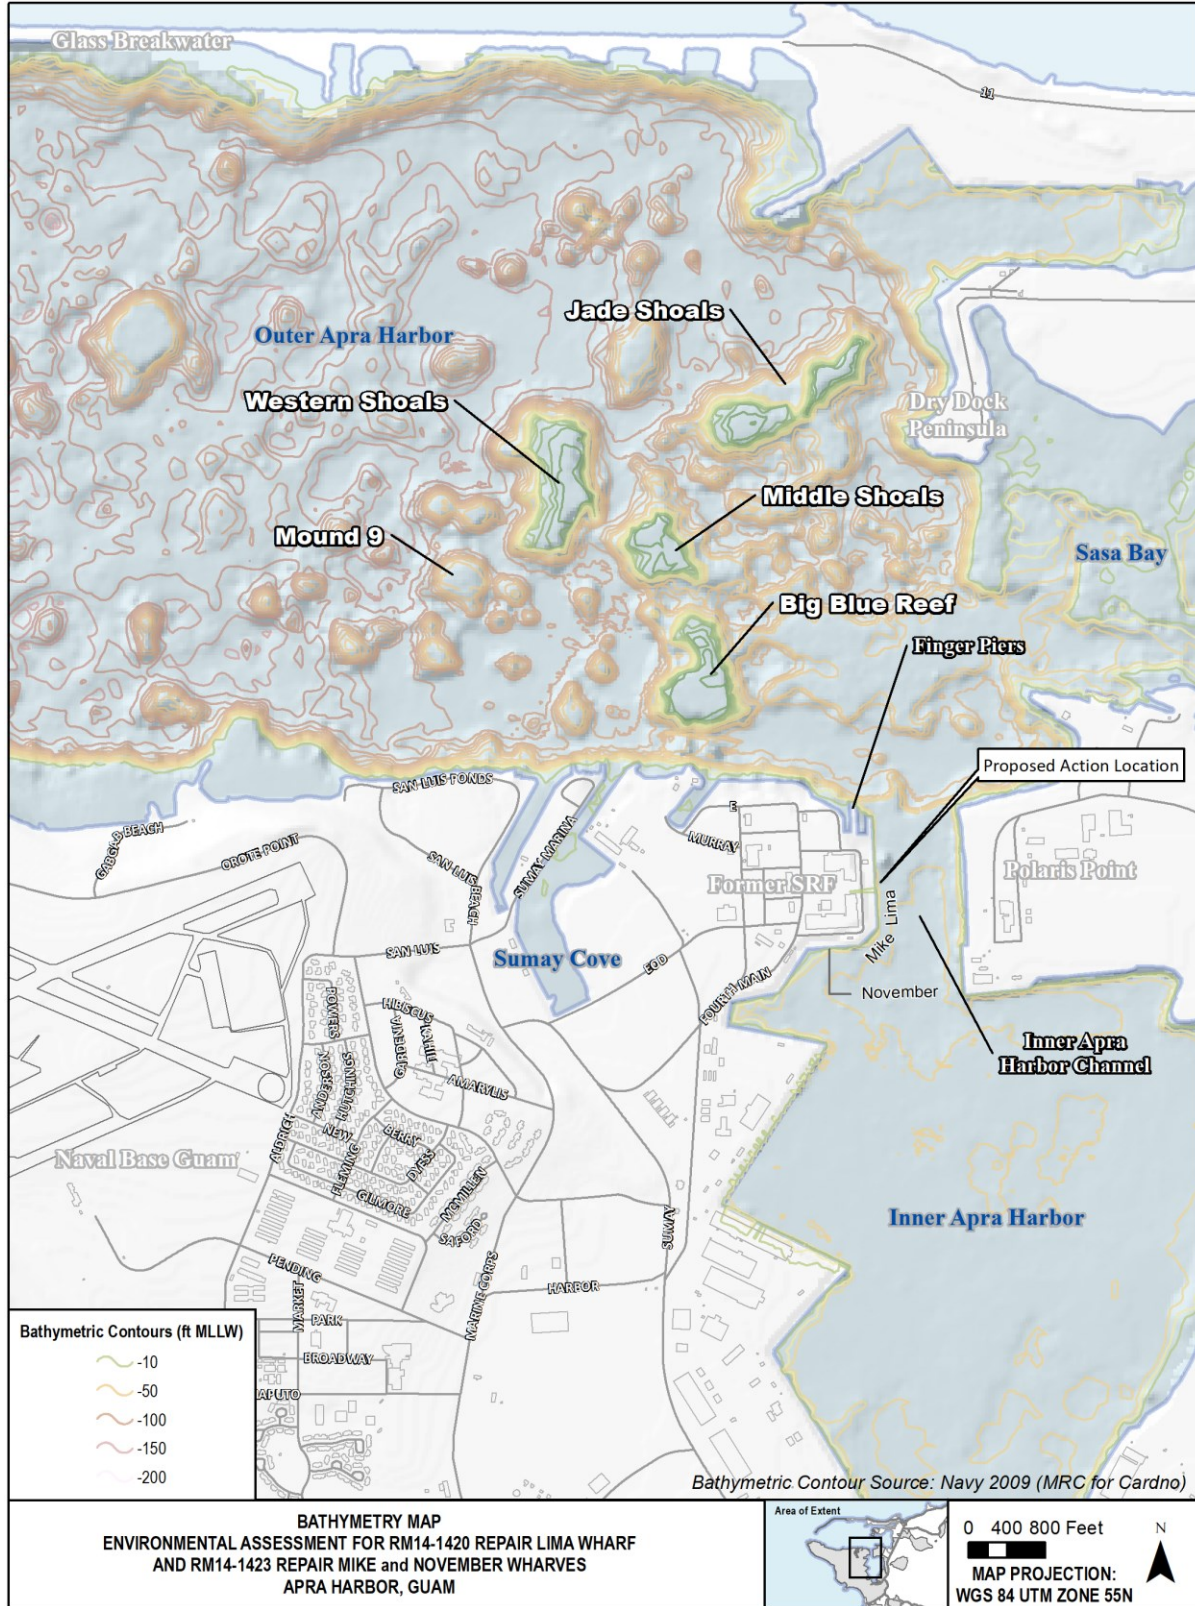 Glass Breakwater
11
Jade Shoals
Outer Apra Harbor
Western Shoals
Dry Dock
Peninsula
Middle Shoals
Mound 9
Sasa Bay
Big Blue Reef
Finger Piers
Proposed Action Location
SAN LUIS FONDS
E
GABGAB BEACH
OROTE POINT
SAN LUIS
BEACH
SUMAY MARINA
MURRAY
Former SRF
Polaris Point
Lima
Mike
SAN LUIS
Sumay Cove
EOD
FOURTH MAIN
November
POWERS
HIBISCUS
GARDENIA
KAHILI
Inner Apra
Harbor Channel
ANDERSON
HUTCHINGS
AMARYLIS
ALDRICH
NEW
BERRY
DYESS
FLEMING
Naval Base Guam
GILMORE
MCMILLEN
SAFORD
SUMAY
Inner Apra Harbor
PENDING
MARKET
MARINE CORPS
HARBOR
PARK
BROADWAY
Bathymetric Contours (ft MLLW)
-10
-50
-100
-150
-200
Bathymetric Contour Source: Navy 2009 (MRC for Cardno)
BATHYMETRY MAP
ENVIRONMENTAL ASSESSMENT FOR RM14-1420 REPAIR LIMA WHARF
AND RM14-1423 REPAIR MIKE and NOVEMBER WHARVES
APRA HARBOR, GUAM
Area of Extent
0 400 800 Feet
N
MAP PROJECTION:
WGS 84 UTM ZONE 55N